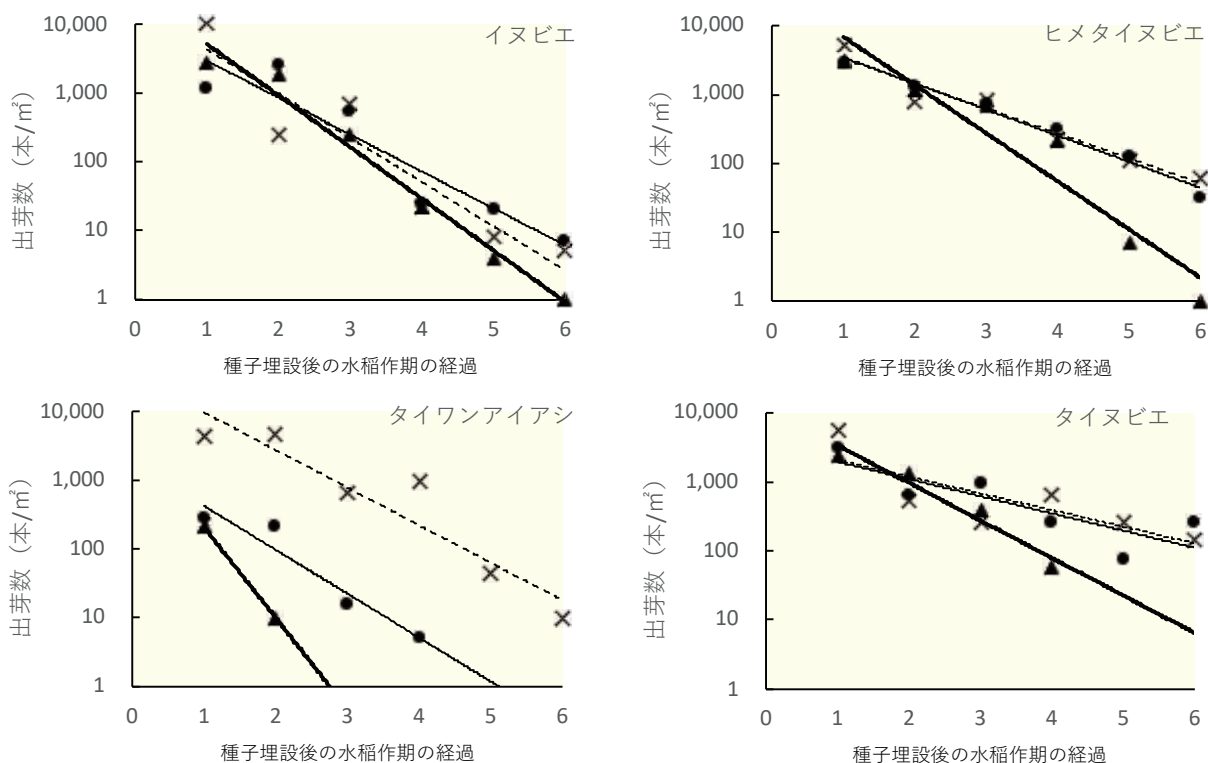 イヌビエ
10,000
1,000
100
10
1
出芽数（本/㎡）
0 1 2 3 4 5 6
種子埋設後の水稲作期の経過
ヒメタイヌビエ
10,000
1,000
100
10
1
出芽数（本/㎡）
0 1 2 3 4 5 6
種子埋設後の水稲作期の経過
タイワンアイアシ
10,000
1,000
100
10
1
出芽数（本/㎡）
0 1 2 3 4 5 6
種子埋設後の水稲作期の経過
タイヌビエ
10,000
1,000
100
10
1
出芽数（本/㎡）
0 1 2 3 4 5 6
種子埋設後の水稲作期の経過